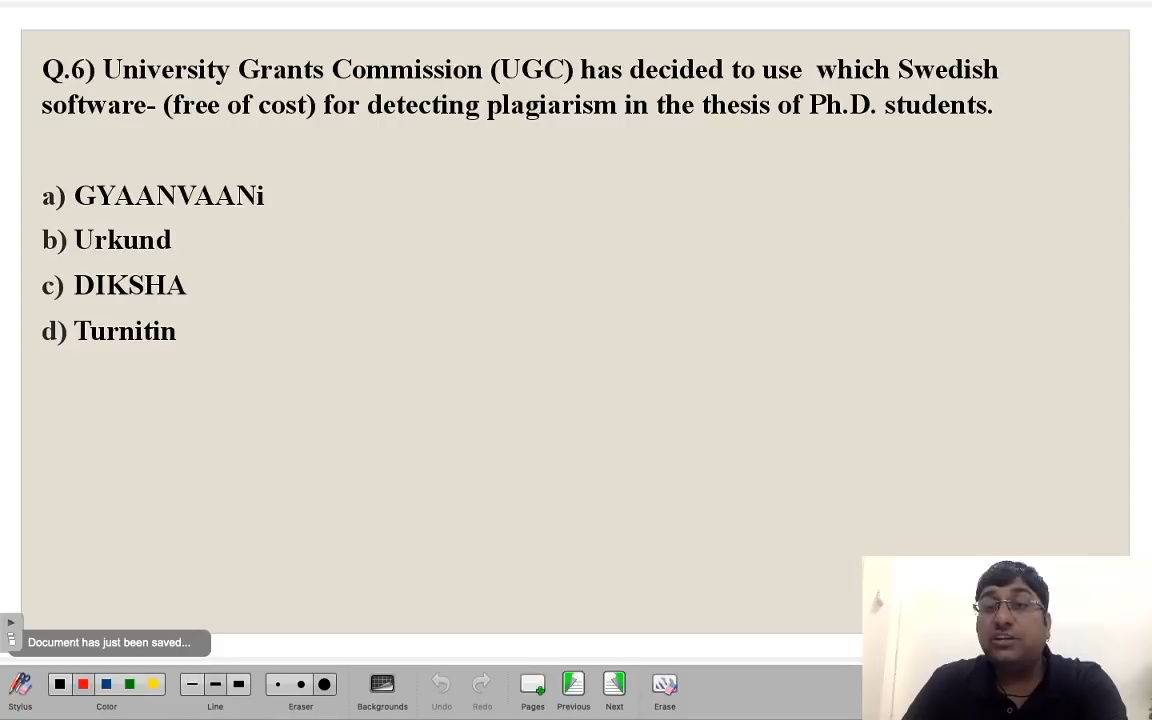 Q.6) University Grants Commission (UGC) has decided to use which Swedish
software- (free of cost) for detecting plagiarism in the thesis of Ph.D. students.
a) GYAANVAANi
b) Urkund
c) DIKSHA
d) Turnitin
Document has just been saved...
Stylus Color Line Eraser Backgrounds Undo Redo Pages Previous Next Erase